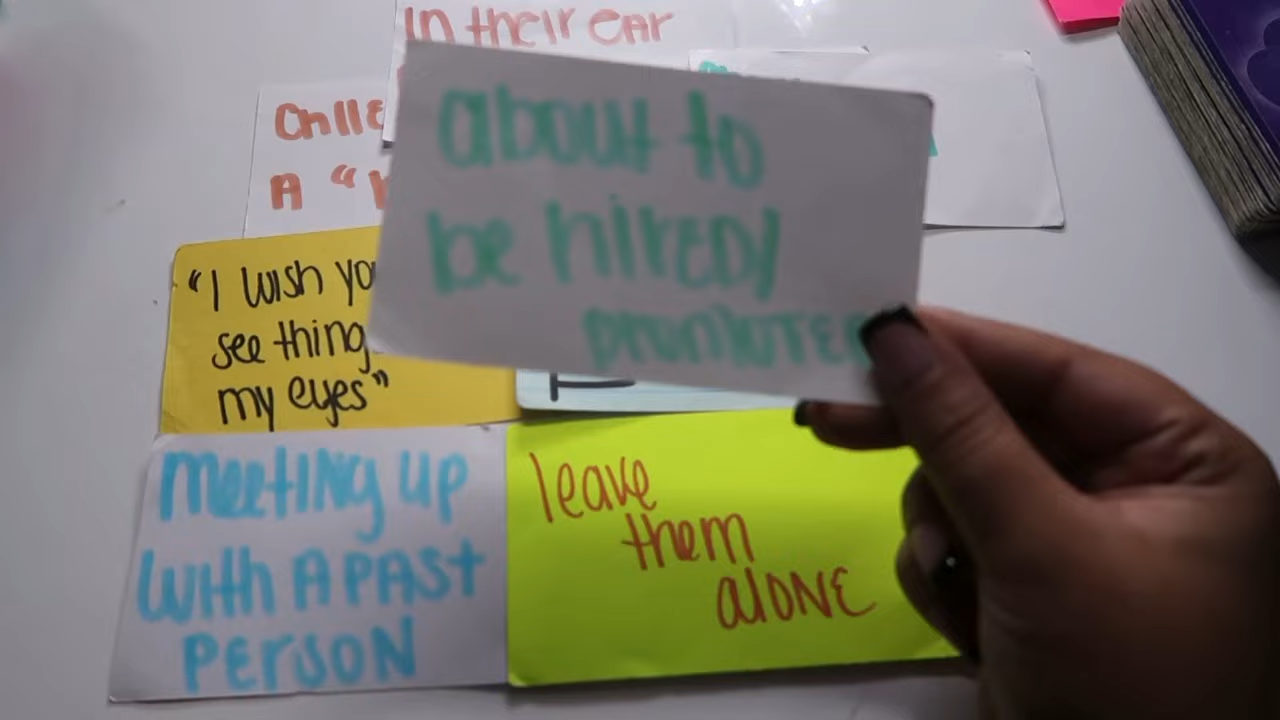 in their ear
CAlle
A "
about to
be hired/
promoted
"I wish yo
see thing
my eyes"
meeting up
with A PAst
PERSON
leave
them
alone